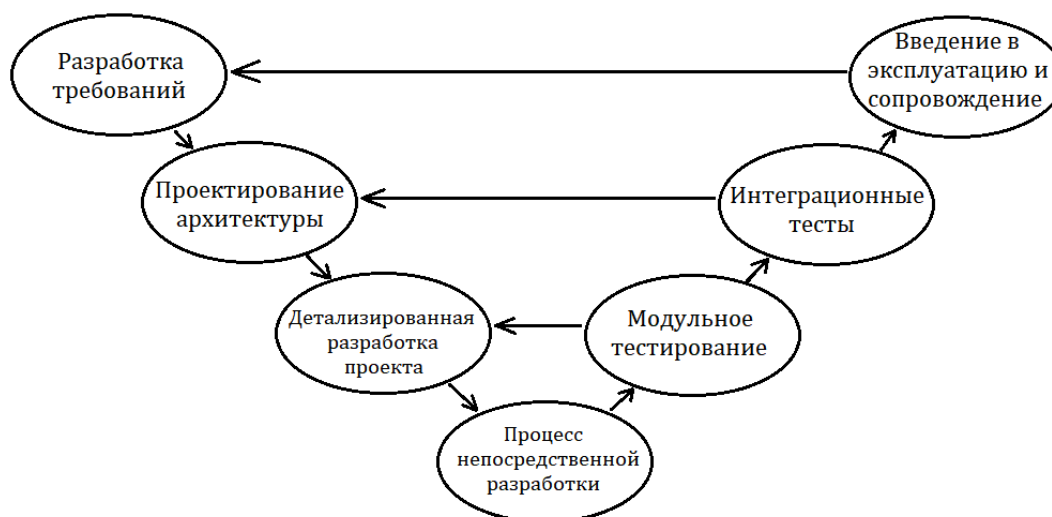 Разработка
требований
Введение в
эксплуатацию и
сопровождение
Проектирование
архитектуры
Интеграционные
тесты
Детализированная
разработка
проекта
Модульное
тестирование
Процесс
непосредственной
разработки